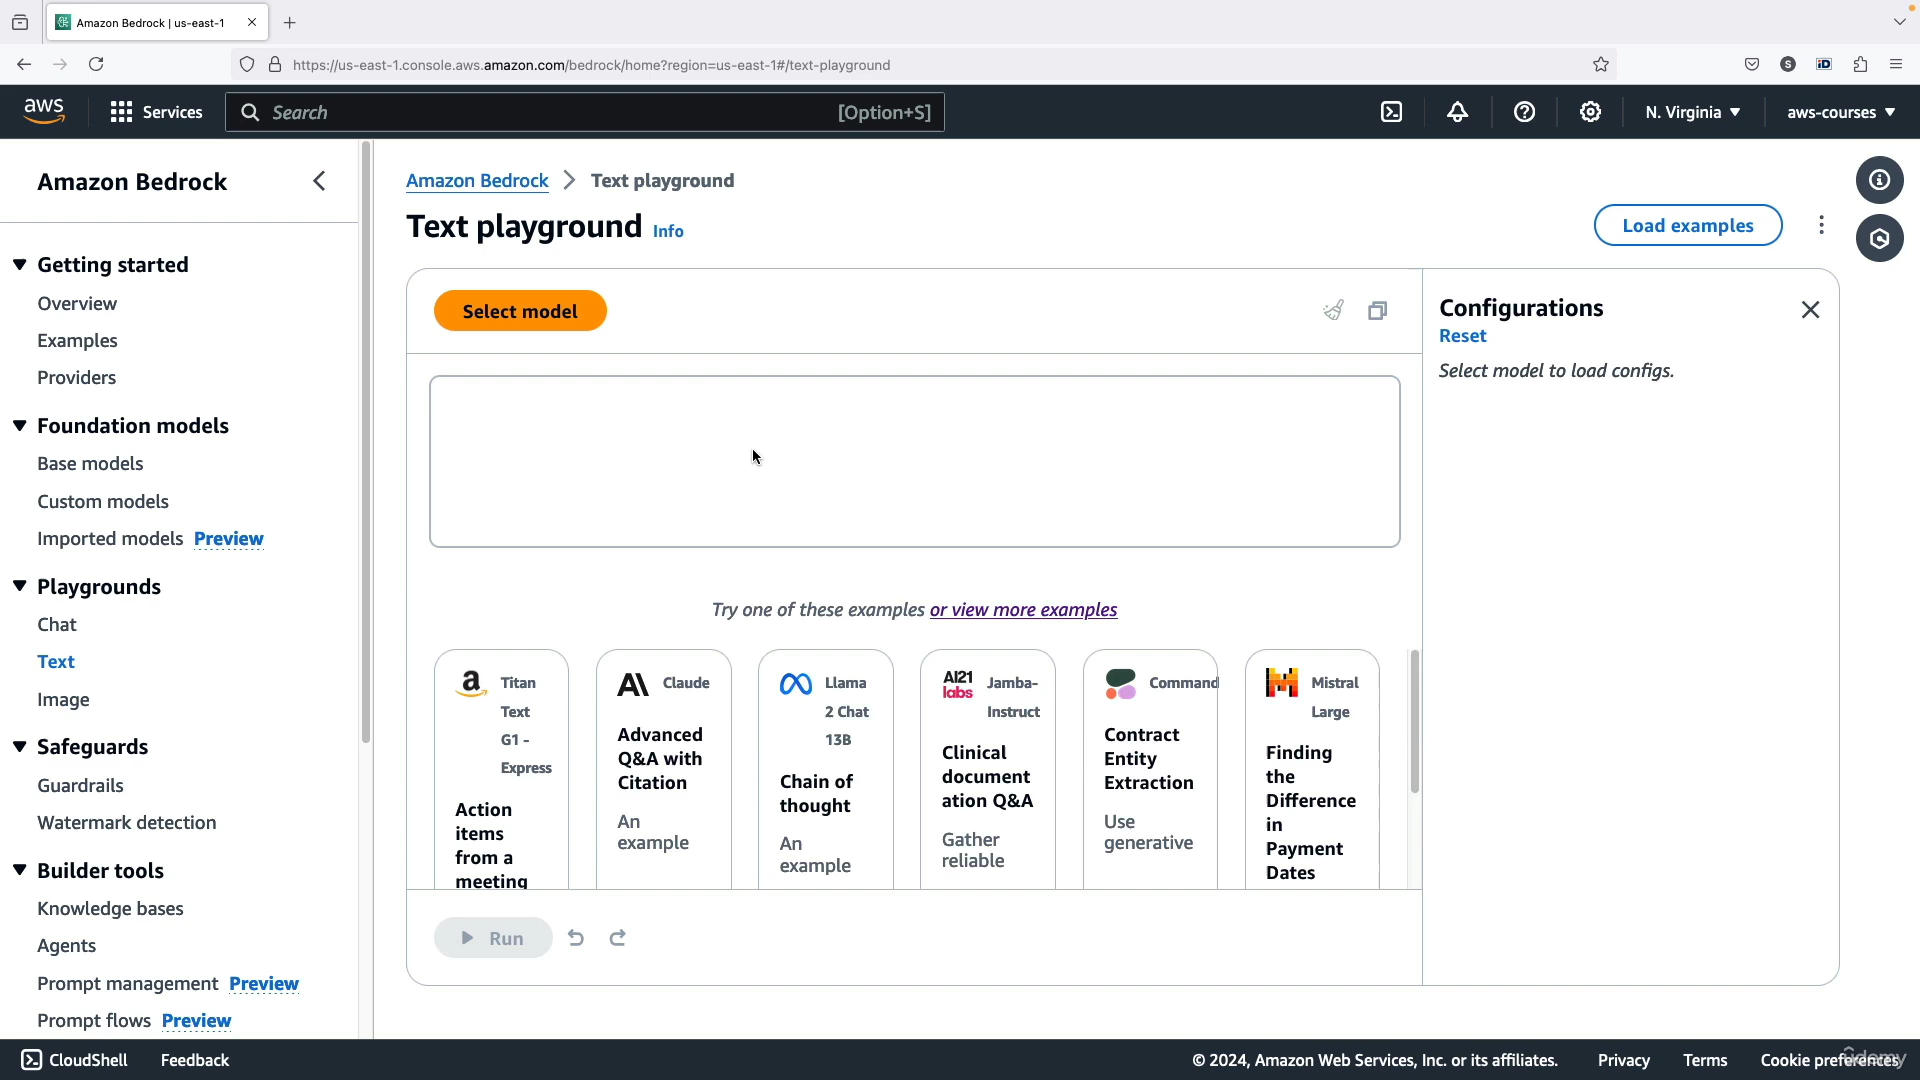 Amazon Bedrock | us-east-1
https://us-east-1.console.aws.amazon.com/bedrock/home?region=us-east-1#/text-playground
aws
Services
Search
[Option+S]
N. Virginia
aws-courses
Amazon Bedrock
Getting started
Overview
Examples
Providers
Foundation models
Base models
Custom models
Imported models Preview
Playgrounds
Chat
Text
Image
Safeguards
Guardrails
Watermark detection
Builder tools
Knowledge bases
Agents
Prompt management Preview
Prompt flows Preview
Amazon Bedrock > Text playground
Text playground Info
Load examples
Select model
Configurations
Reset
Select model to load configs.
Try one of these examples or view more examples
Titan
Text
G1 -
Express
Action
items
from a
meeting
Claude
Advanced
Q&A with
Citation
An
example
Llama
2 Chat
13B
Chain of
thought
An
example
AI21
labs
Jamba-
Instruct
Clinical
document
ation Q&A
Gather
reliable
Command
Contract
Entity
Extraction
Use
generative
Mistral
Large
Finding
the
Difference
in
Payment
Dates
Run
CloudShell
Feedback
© 2024, Amazon Web Services, Inc. or its affiliates.
Privacy
Terms
Cookie preferences
udemy